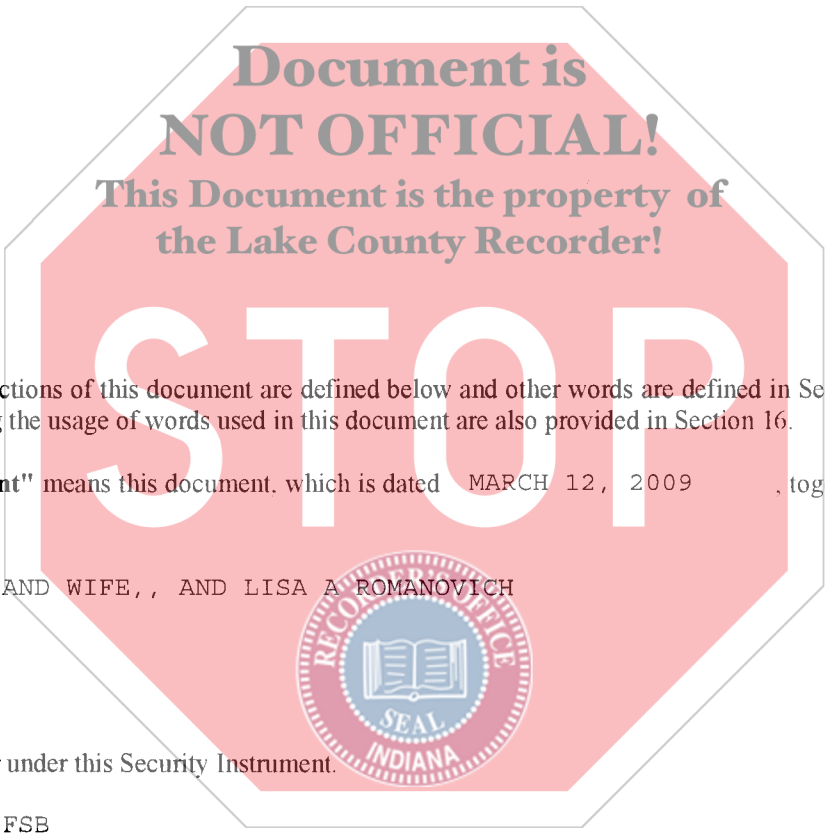 Document is
NOT OFFICIAL!
This Document is the property of
the Lake County Recorder!
STOP
ctions of this document are defined below and other words are defined in Se
g the usage of words used in this document are also provided in Section 16.
nt" means this document, which is dated MARCH 12, 2009 , tog
AND WIFE,, AND LISA A ROMANOVICH
RECORDER'S OFFICE
SEAL
INDIANA
r under this Security Instrument.
FSB